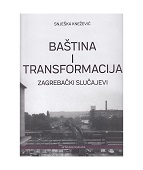 SNJEŠKA KNEŽEVIĆ
BAŠTINA
I
TRANSFORMACIJA
ZAGREBAČKI SLUČAJEVI